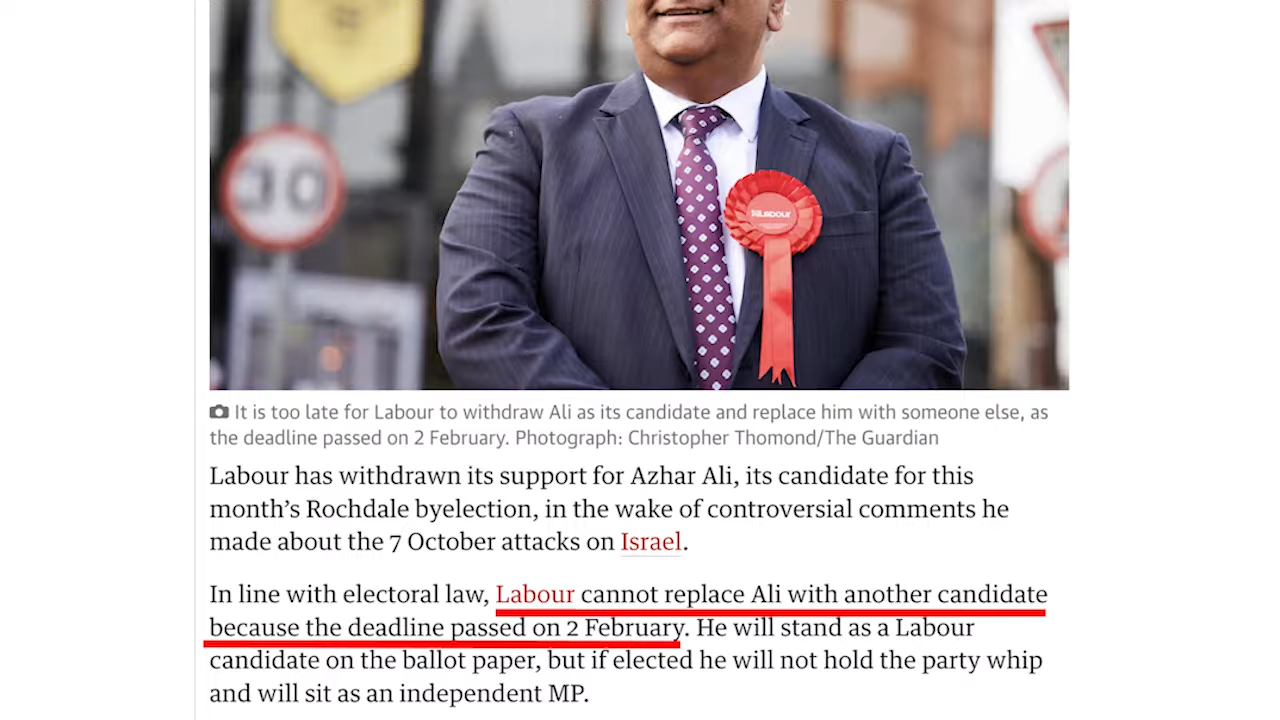 30
Labour
It is too late for Labour to withdraw Ali as its candidate and replace him with someone else, as
the deadline passed on 2 February. Photograph: Christopher Thomond/The Guardian
Labour has withdrawn its support for Azhar Ali, its candidate for this
month’s Rochdale byelection, in the wake of controversial comments he
made about the 7 October attacks on Israel.
In line with electoral law, Labour cannot replace Ali with another candidate
because the deadline passed on 2 February. He will stand as a Labour
candidate on the ballot paper, but if elected he will not hold the party whip
and will sit as an independent MP.